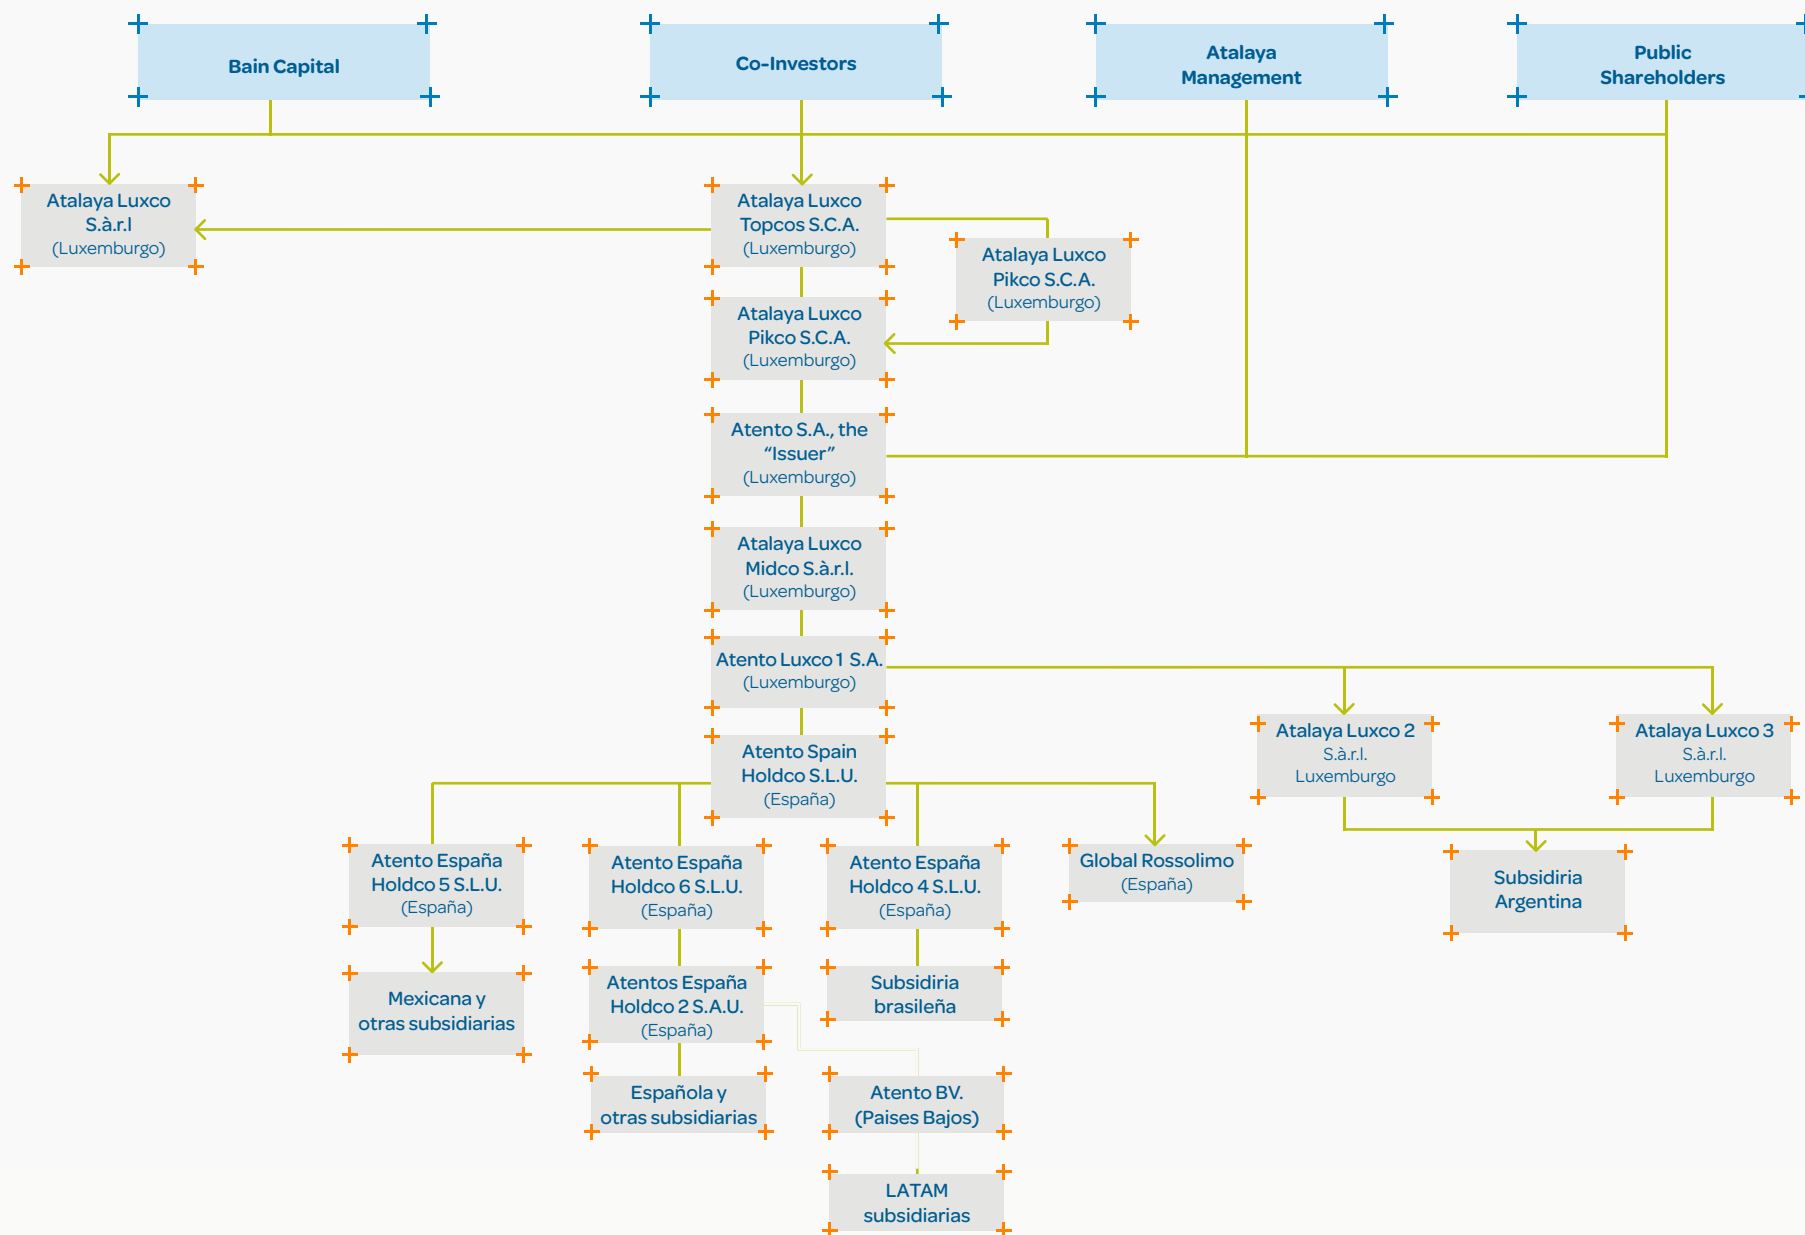 Bain Capital
Co-Investors
Atalaya
Management
Public
Shareholders
Atalaya Luxco
S.à.r.l
(Luxemburgo)
Atalaya Luxco
Topcos S.C.A.
(Luxemburgo)
Atalaya Luxco
Pikco S.C.A.
(Luxemburgo)
Atalaya Luxco
Pikco S.C.A.
(Luxemburgo)
Atento S.A., the
“Issuer”
(Luxemburgo)
Atalaya Luxco
Midco S.à.r.l.
(Luxemburgo)
Atento Luxco 1 S.A.
(Luxemburgo)
Atalaya Luxco 2
S.à.r.l.
Luxemburgo
Atalaya Luxco 3
S.à.r.l.
Luxemburgo
Atento Spain
Holdco S.L.U.
(España)
Atento España
Holdco 5 S.L.U.
(España)
Atento España
Holdco 6 S.L.U.
(España)
Atento España
Holdco 4 S.L.U.
(España)
Global Rossolimo
(España)
Subsidiria
Argentina
Mexicana y
otras subsidiarias
Atentos España
Holdco 2 S.A.U.
(España)
Subsidiria
brasileña
Española y
otras subsidiarias
Atento BV.
(Paises Bajos)
LATAM
subsidiarias